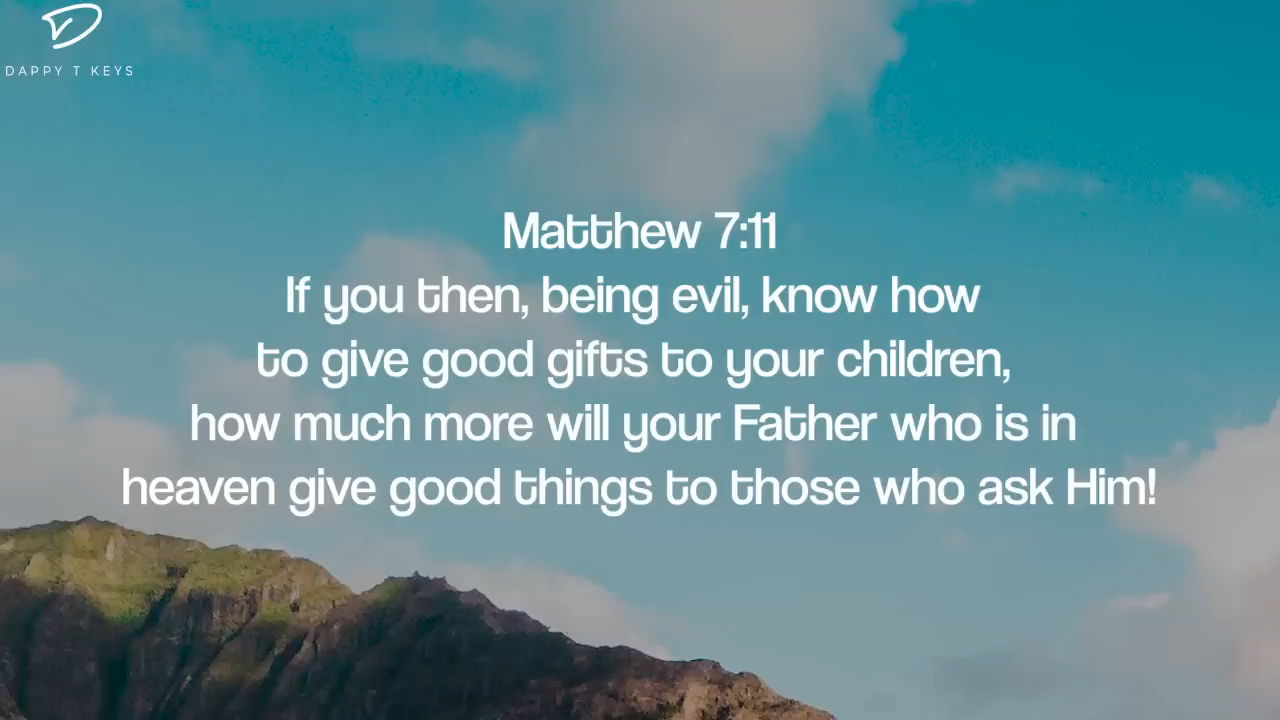 DAPPY T KEYS
Matthew 7:11
If you then, being evil, know how
to give good gifts to your children,
how much more will your Father who is in
heaven give good things to those who ask Him!